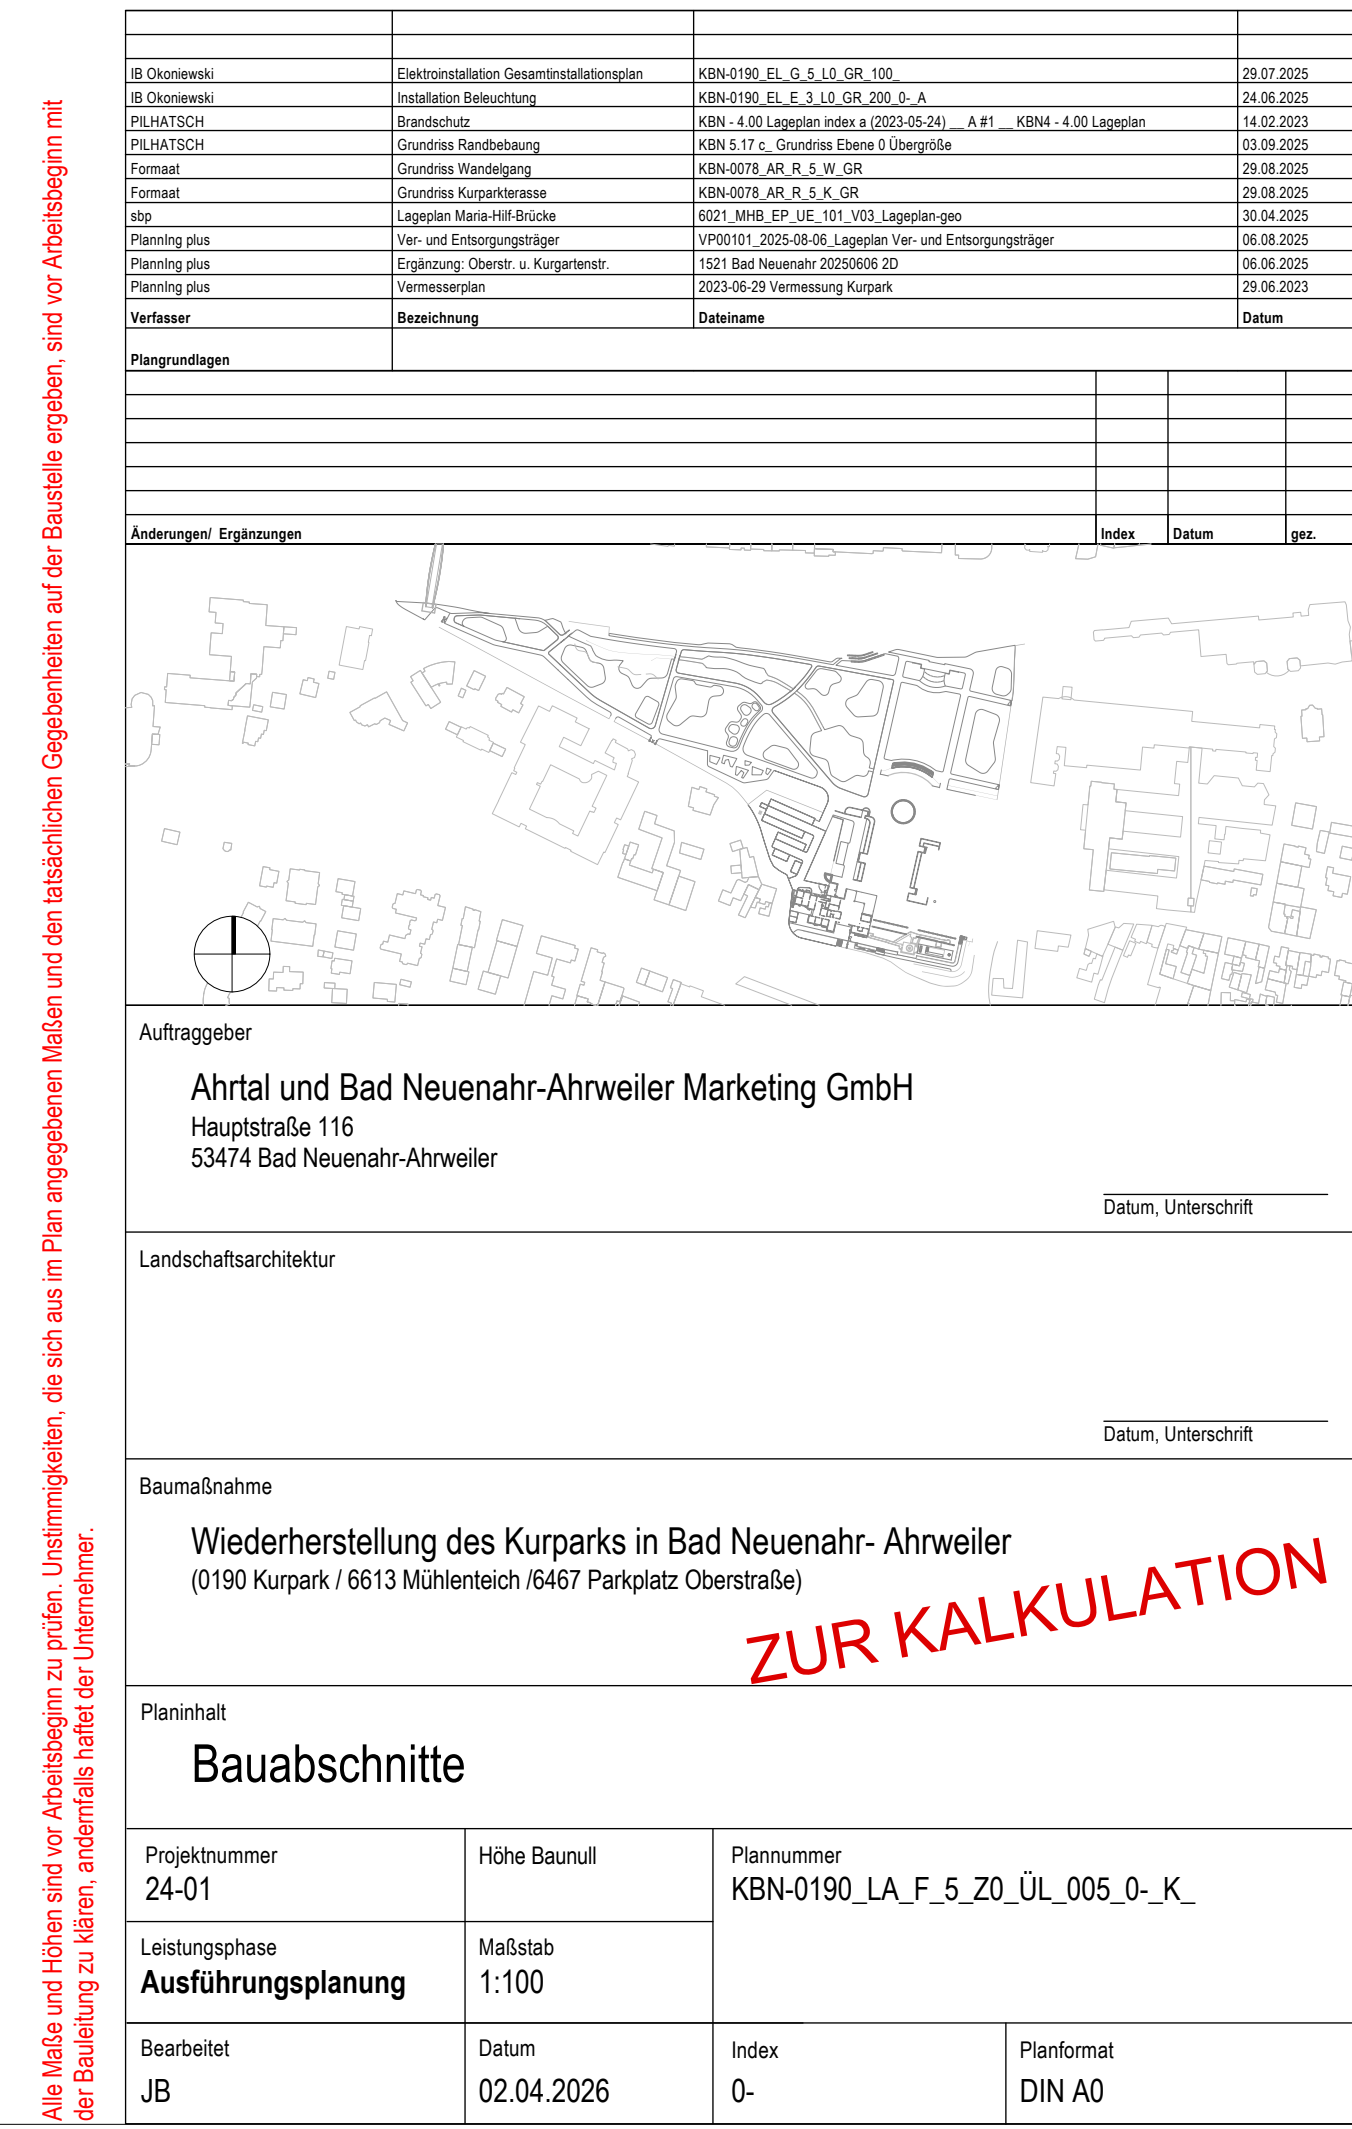 IB Okoniewski Elektroinstallation Gesamtinstallationsplan KBN-0190_EL_G_5_L0_GR_100_ 29.07.2025
IB Okoniewski Installation Beleuchtung KBN-0190_EL_E_3_L0_GR_200_0-_A 24.06.2025
PILHATSCH Brandschutz KBN - 4.00 Lageplan index a (2023-05-24) __ A #1 __ KBN4 - 4.00 Lageplan 14.02.2023
PILHATSCH Grundriss Randbebaung KBN 5.17 c_ Grundriss Ebene 0 Übergröße 03.09.2025
Formaat Grundriss Wandelgang KBN-0078_AR_R_5_W_GR 29.08.2025
Formaat Grundriss Kurparkterasse KBN-0078_AR_R_5_K_GR 29.08.2025
sbp Lageplan Maria-Hilf-Brücke 6021_MHB_EP_UE_101_V03_Lageplan-geo 30.04.2025
PlannIng plus Ver- und Entsorgungsträger VP00101_2025-08-06_Lageplan Ver- und Entsorgungsträger 06.08.2025
PlannIng plus Ergänzung: Oberstr. u. Kurgartenstr. 1521 Bad Neuenahr 20250606 2D 06.06.2025
PlannIng plus Vermesserplan 2023-06-29 Vermessung Kurpark 29.06.2023
Verfasser Bezeichnung Dateiname Datum
Plangrundlagen
Änderungen/ Ergänzungen Index Datum gez.
Auftraggeber
Ahrtal und Bad Neuenahr-Ahrweiler Marketing GmbH
Hauptstraße 116
53474 Bad Neuenahr-Ahrweiler
Datum, Unterschrift
Landschaftsarchitektur
Datum, Unterschrift
Baumaßnahme
Wiederherstellung des Kurparks in Bad Neuenahr- Ahrweiler
(0190 Kurpark / 6613 Mühlenteich /6467 Parkplatz Oberstraße)
ZUR KALKULATION
Planinhalt
Bauabschnitte
Projektnummer
24-01
Höhe Baunull
Plannummer
KBN-0190_LA_F_5_Z0_ÜL_005_0-_K_
Leistungsphase
Ausführungsplanung
Maßstab
1:100
Bearbeitet
JB
Datum
02.04.2026
Index
0-
Planformat
DIN A0
Alle Maße und Höhen sind vor Arbeitsbeginn zu prüfen. Unstimmigkeiten, die sich aus im Plan angegebenen Maßen und den tatsächlichen Gegebenheiten auf der Baustelle ergeben, sind vor Arbeitsbeginn mit
der Bauleitung zu klären, andernfalls haftet der Unternehmer.